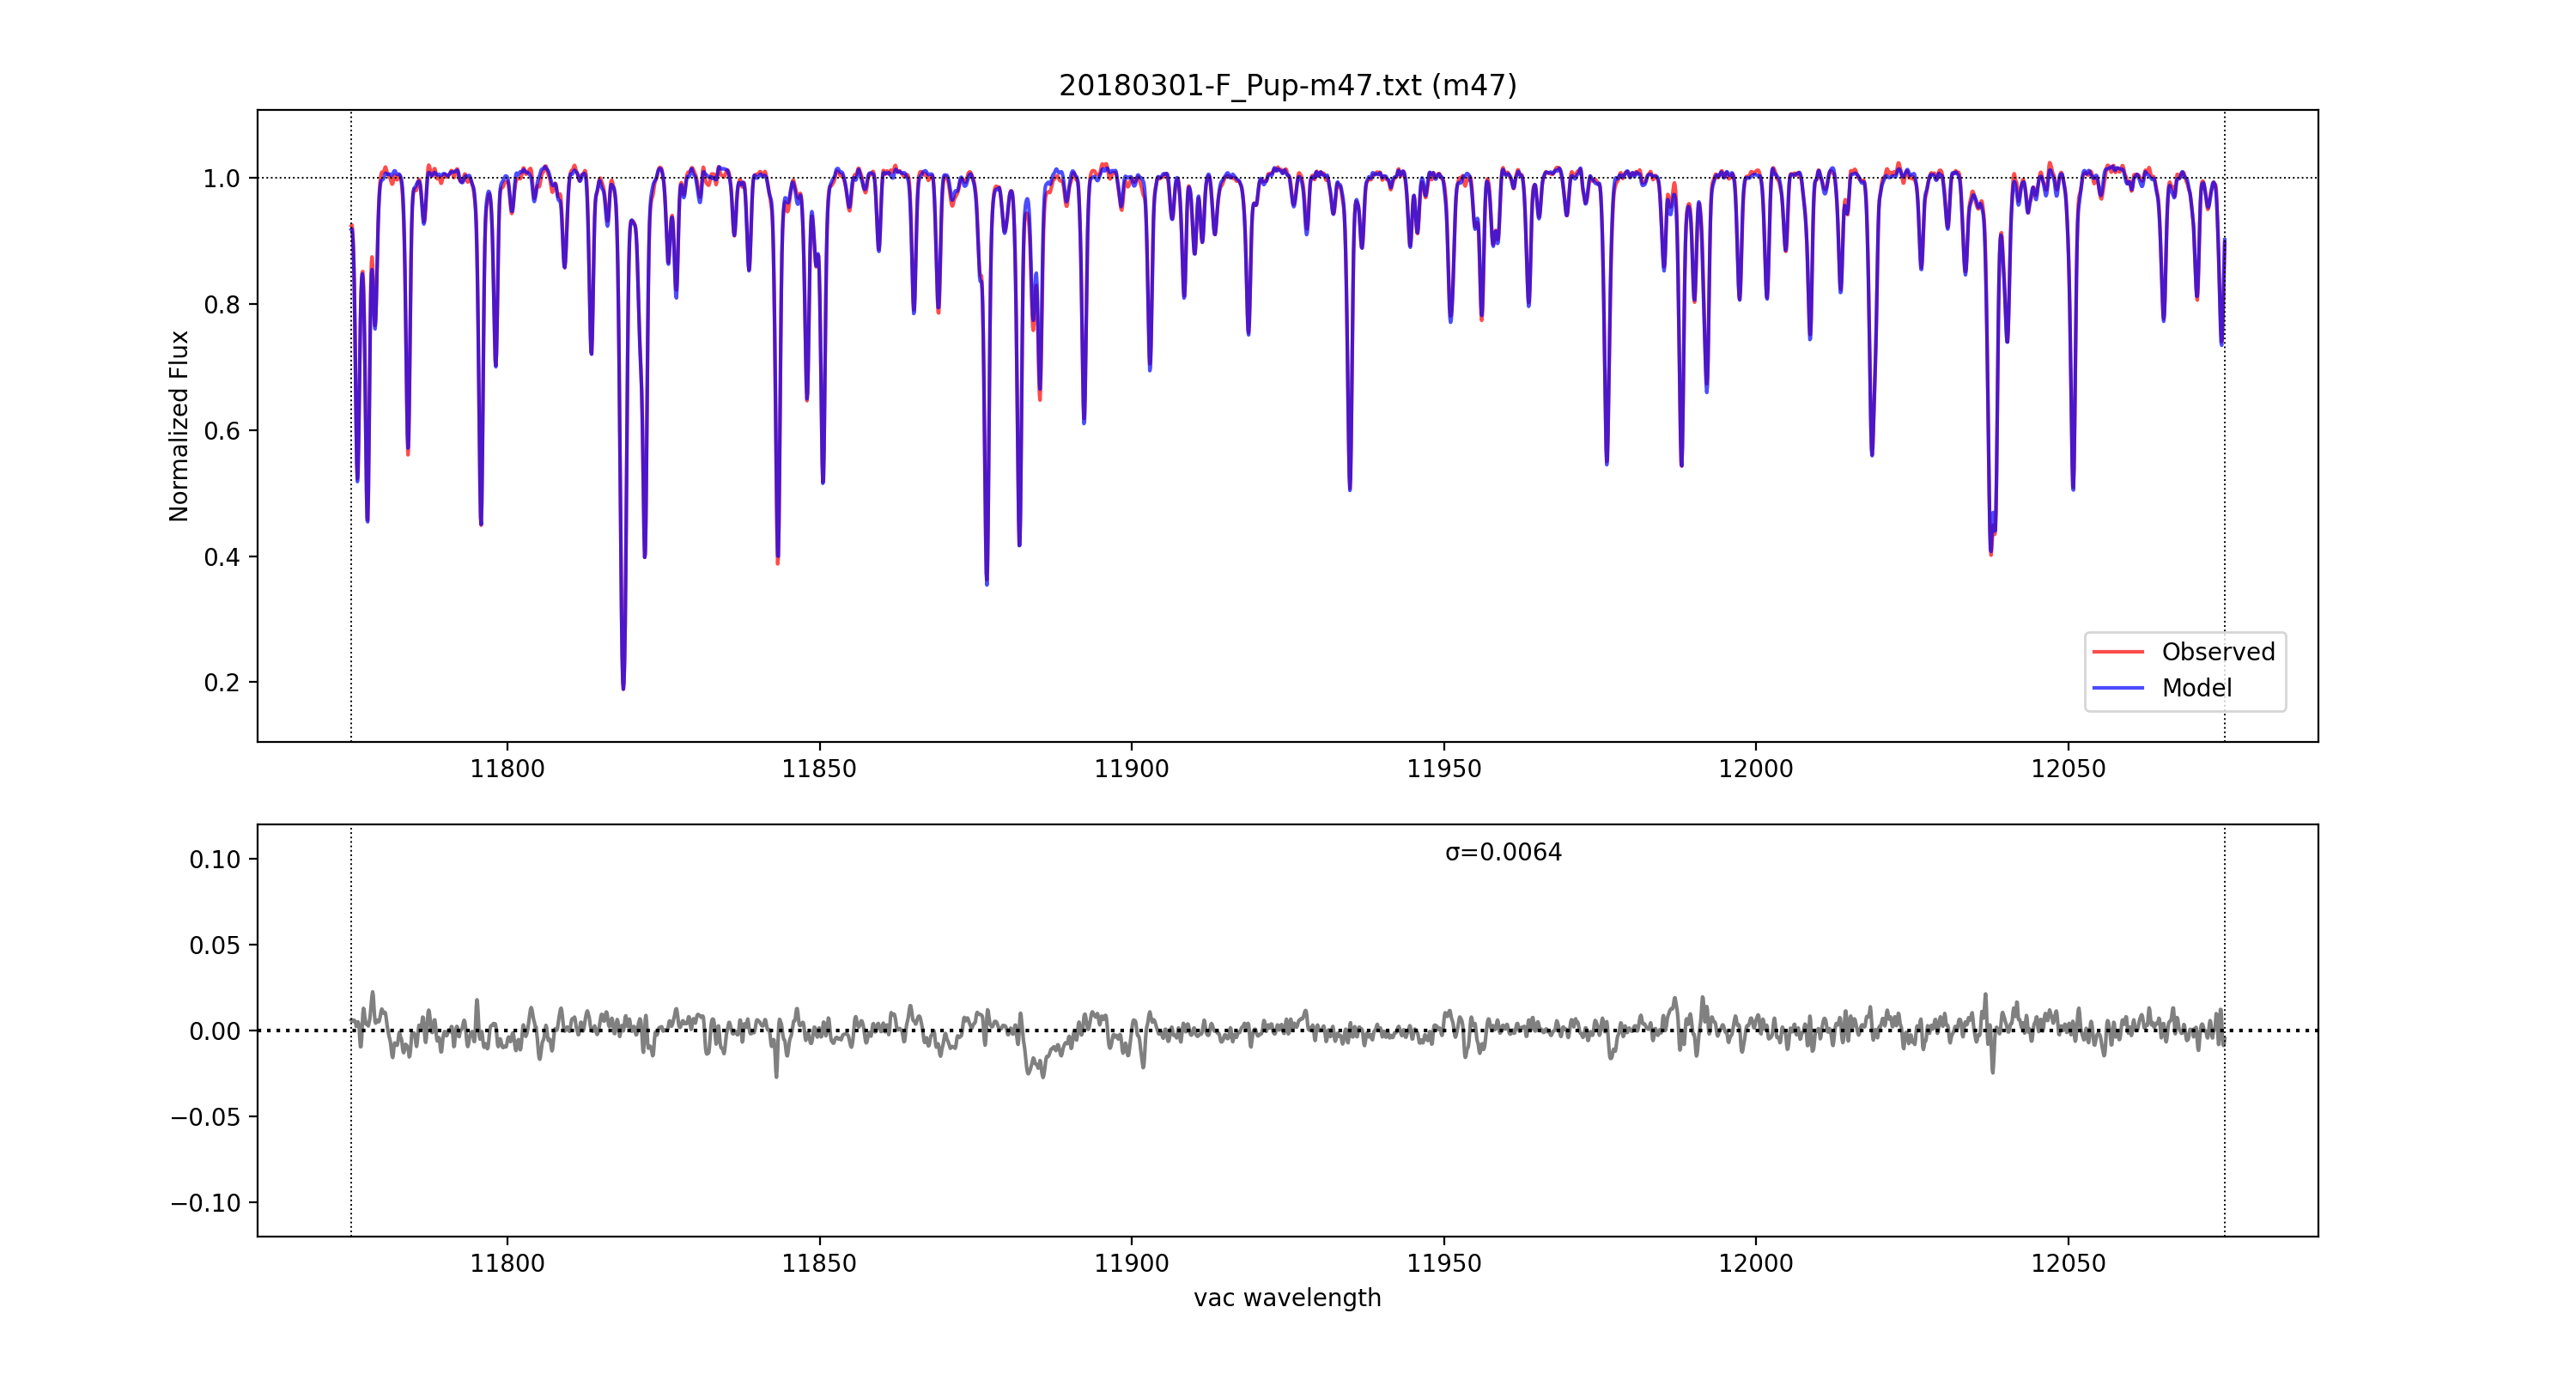 20180301-F_Pup-m47.txt (m47)
Normalized Flux
1.0
0.8
0.6
0.4
0.2
Observed
Model
11800 11850 11900 11950 12000 12050
σ=0.0064
0.10
0.05
0.00
−0.05
−0.10
11800 11850 11900 11950 12000 12050
vac wavelength